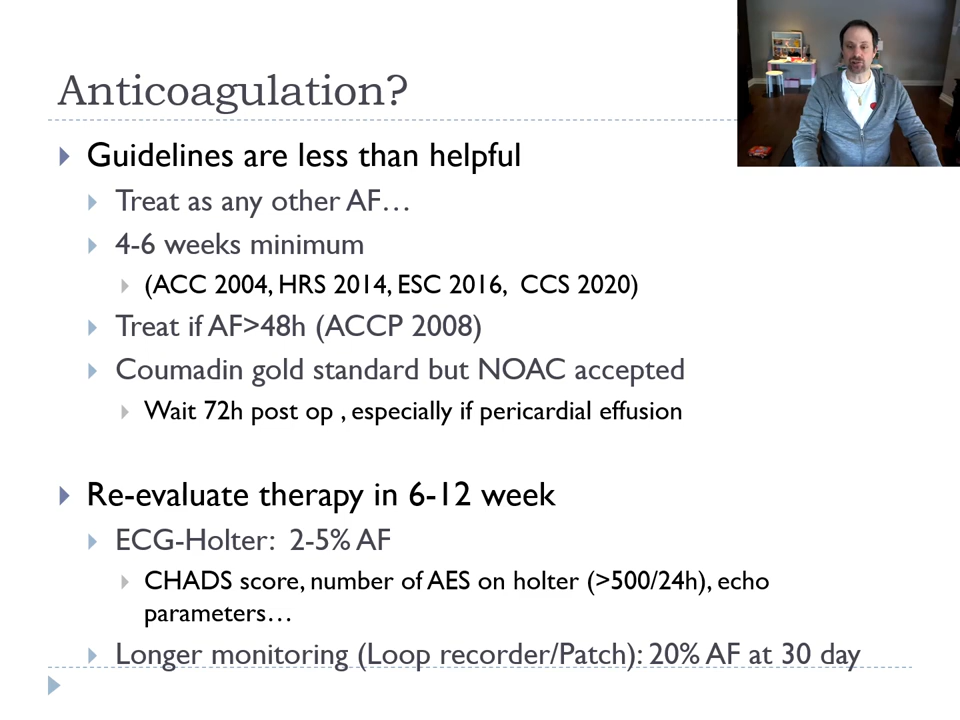 Anticoagulation?
Guidelines are less than helpful
Treat as any other AF…
4-6 weeks minimum
(ACC 2004, HRS 2014, ESC 2016,  CCS 2020)
Treat if AF>48h (ACCP 2008)
Coumadin gold standard but NOAC accepted
Wait 72h post op , especially if pericardial effusion
Re-evaluate therapy in 6-12 week
ECG-Holter:  2-5% AF
CHADS score, number of AES on holter (>500/24h), echo
parameters…
Longer monitoring (Loop recorder/Patch): 20% AF at 30 day